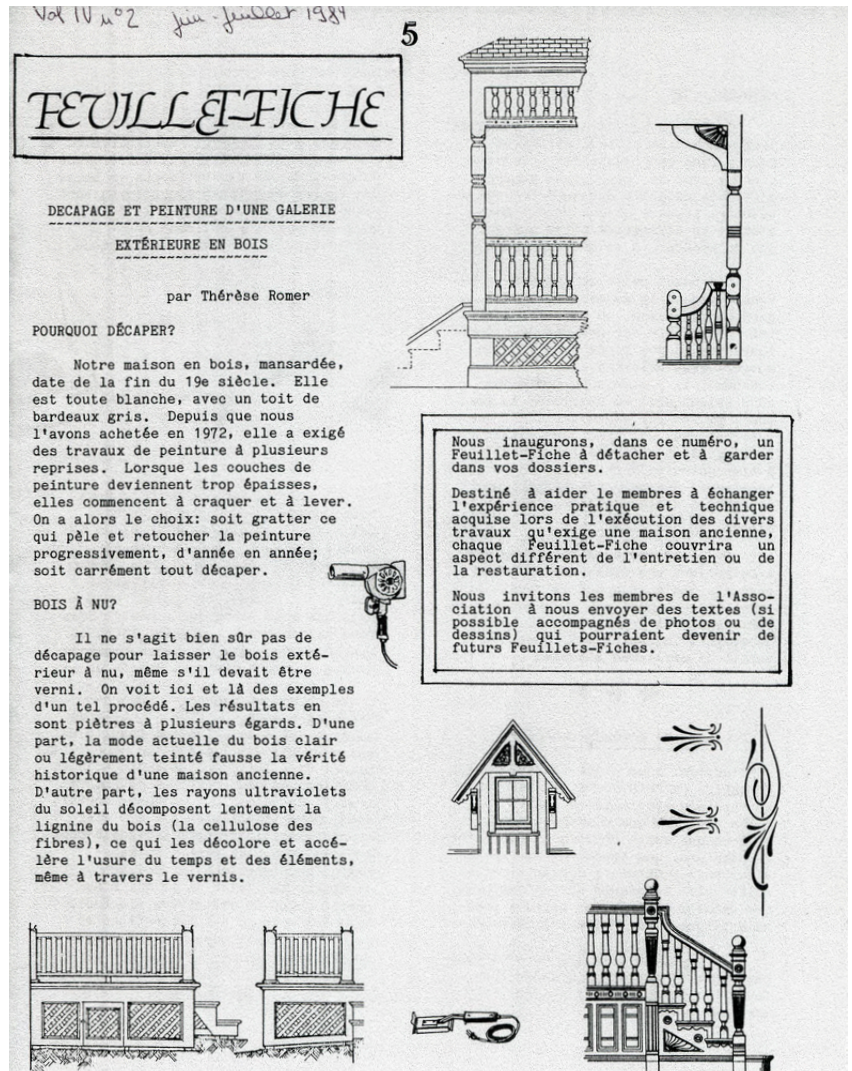 Vol IV nº2 juin-juillet 1984
5
FEUILLET-FICHE
DECAPAGE ET PEINTURE D'UNE GALERIE
EXTÉRIEURE EN BOIS
par Thérèse Romer
POURQUOI DÉCAPER?
Notre maison en bois, mansardée,
date de la fin du 19e siècle. Elle
est toute blanche, avec un toit de
bardeaux gris. Depuis que nous
l'avons achetée en 1972, elle a exigé
des travaux de peinture à plusieurs
reprises. Lorsque les couches de
peinture deviennent trop épaisses,
elles commencent à craquer et à lever.
On a alors le choix: soit gratter ce
qui pèle et retoucher la peinture
progressivement, d'année en année;
soit carrément tout décaper.
BOIS À NU?
Il ne s'agit bien sûr pas de
décapage pour laisser le bois exté-
rieur à nu, même s'il devait être
verni. On voit ici et là des exemples
d'un tel procédé. Les résultats en
sont piètres à plusieurs égards. D'une
part, la mode actuelle du bois clair
ou légèrement teinté fausse la vérité
historique d'une maison ancienne.
D'autre part, les rayons ultraviolets
du soleil décomposent lentement la
lignine du bois (la cellulose des
fibres), ce qui les décolore et accé-
lère l'usure du temps et des éléments,
même à travers le vernis.
Nous inaugurons, dans ce numéro, un
Feuillet-Fiche à détacher et à garder
dans vos dossiers.
Destiné à aider le membres à échanger
l'expérience pratique et technique
acquise lors de l'exécution des divers
travaux qu'exige une maison ancienne,
chaque Feuillet-Fiche couvrira un
aspect différent de l'entretien ou de
la restauration.
Nous invitons les membres de l'Asso-
ciation à nous envoyer des textes (si
possible accompagnés de photos ou de
dessins) qui pourraient devenir de
futurs Feuillets-Fiches.